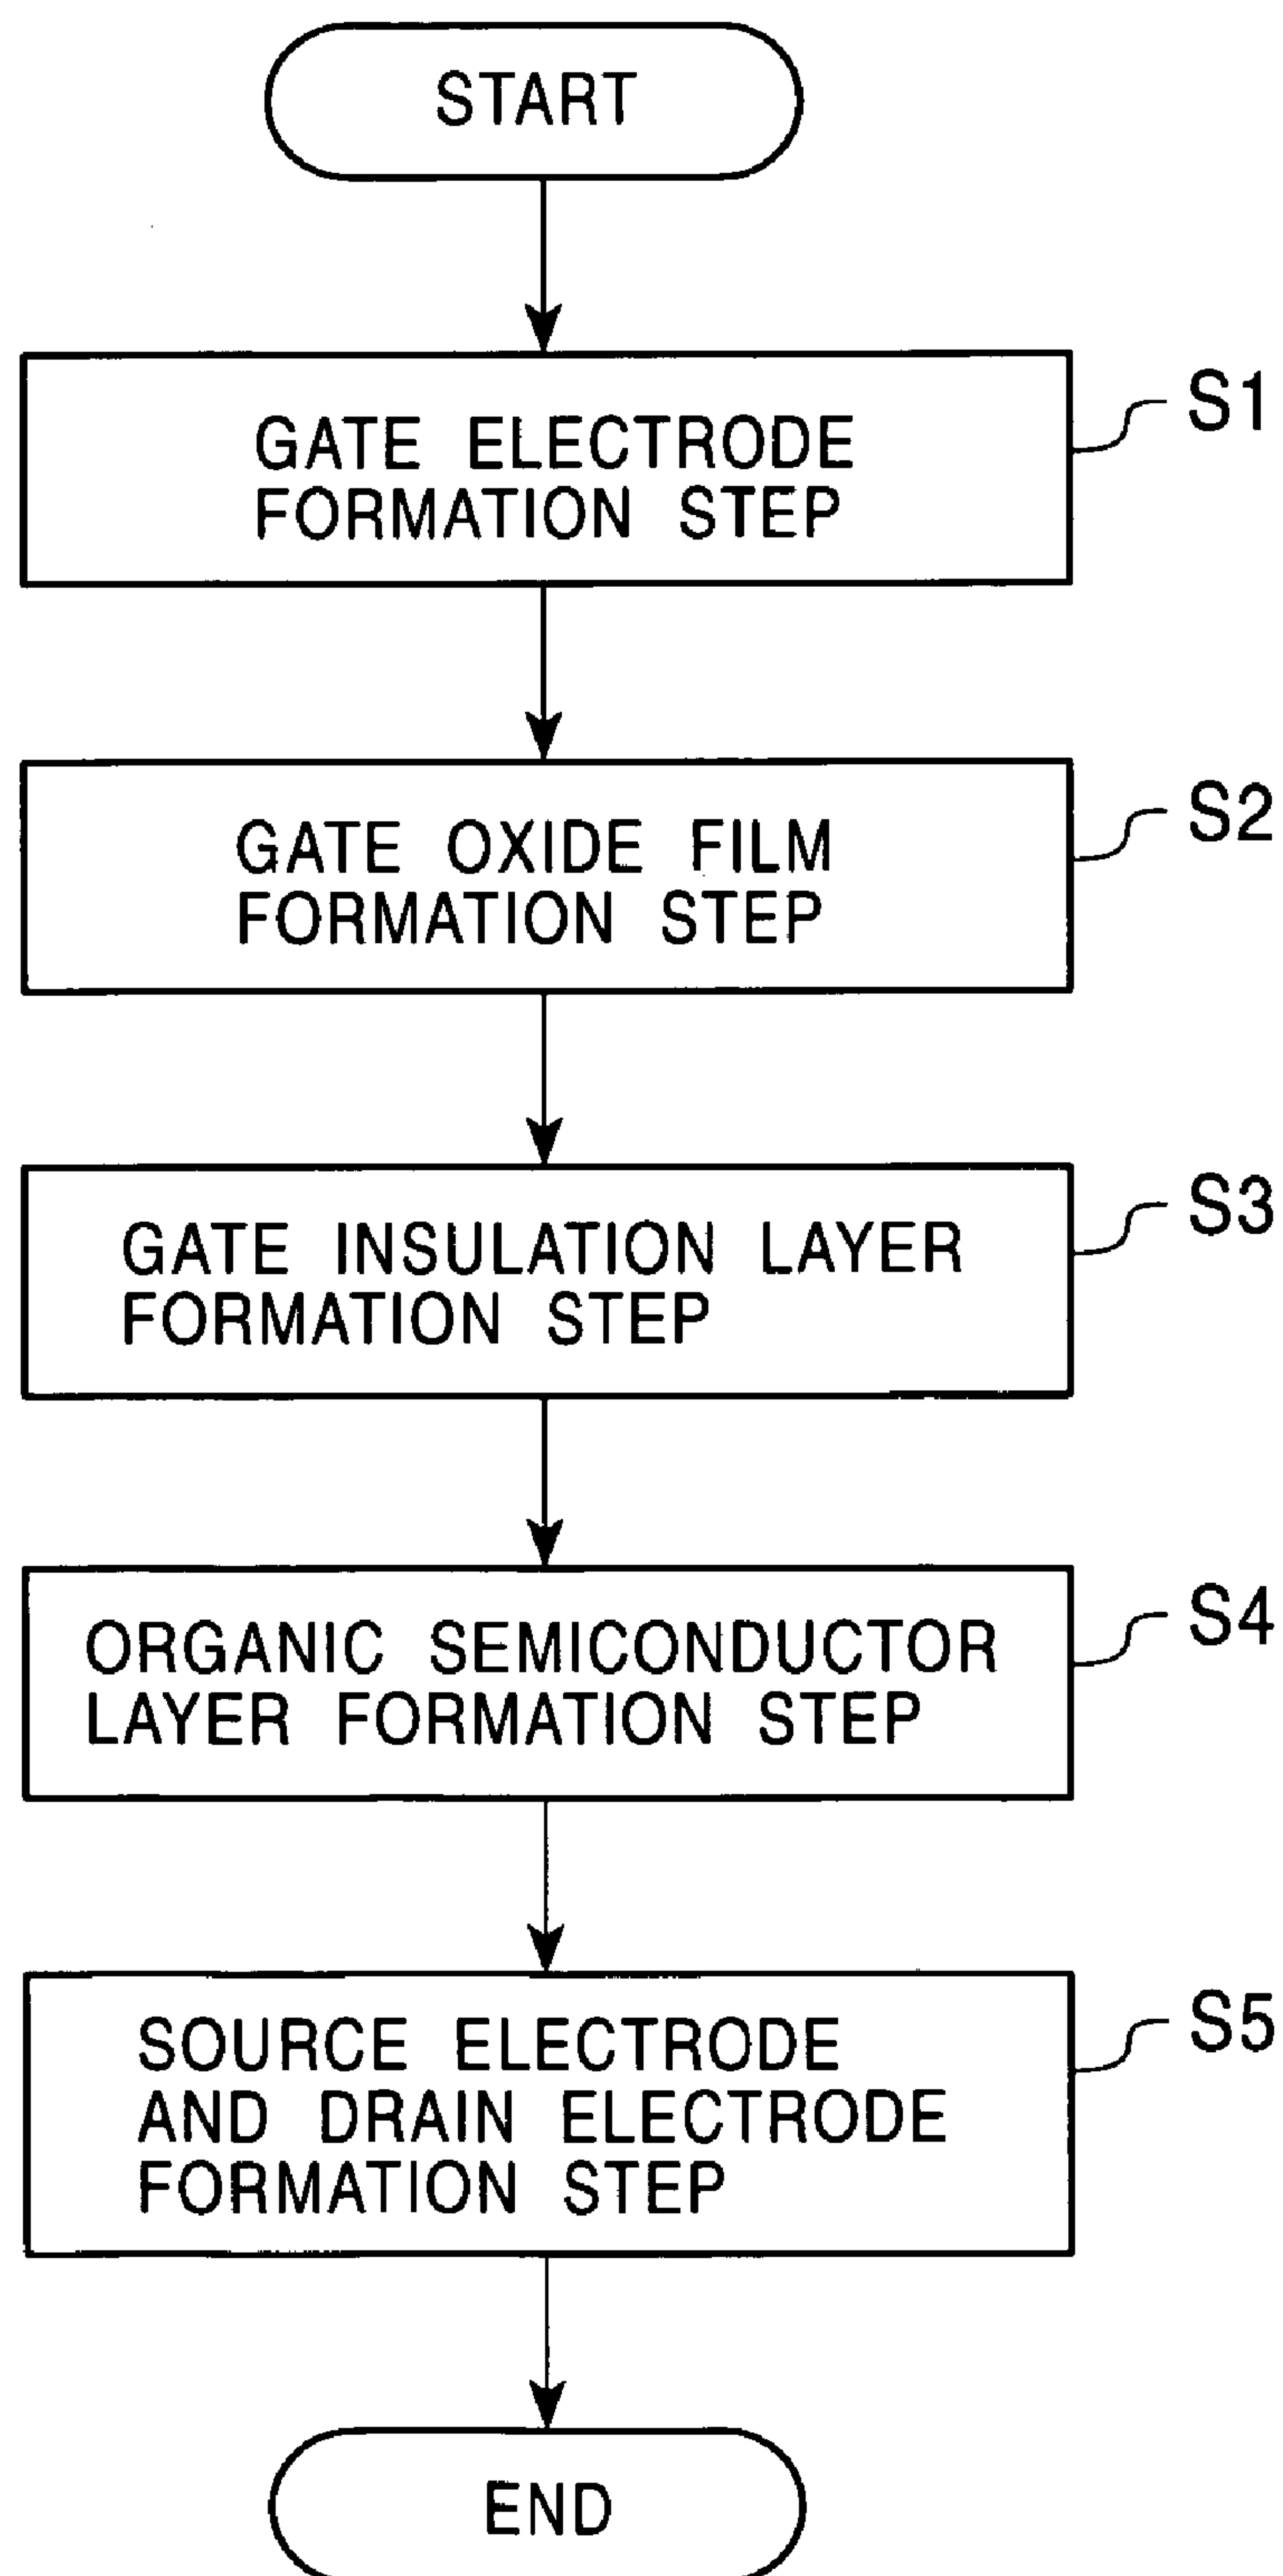 START
GATE ELECTRODE
FORMATION STEP
S1
GATE OXIDE FILM
FORMATION STEP
S2
GATE INSULATION LAYER
FORMATION STEP
S3
ORGANIC SEMICONDUCTOR
LAYER FORMATION STEP
S4
SOURCE ELECTRODE
AND DRAIN ELECTRODE
FORMATION STEP
S5
END